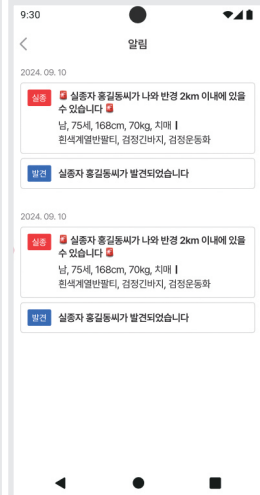 9:30
알림
2024. 09. 10
실종
🚨 실종자 홍길동씨가 나와 반경 2km 이내에 있을
수 있습니다 🚨
남, 75세, 168cm, 70kg, 치매 |
흰색계열반팔티, 검정긴바지, 검정운동화
발견
실종자 홍길동씨가 발견되었습니다
2024. 09. 10
실종
🚨 실종자 홍길동씨가 나와 반경 2km 이내에 있을
수 있습니다 🚨
남, 75세, 168cm, 70kg, 치매 |
흰색계열반팔티, 검정긴바지, 검정운동화
발견
실종자 홍길동씨가 발견되었습니다